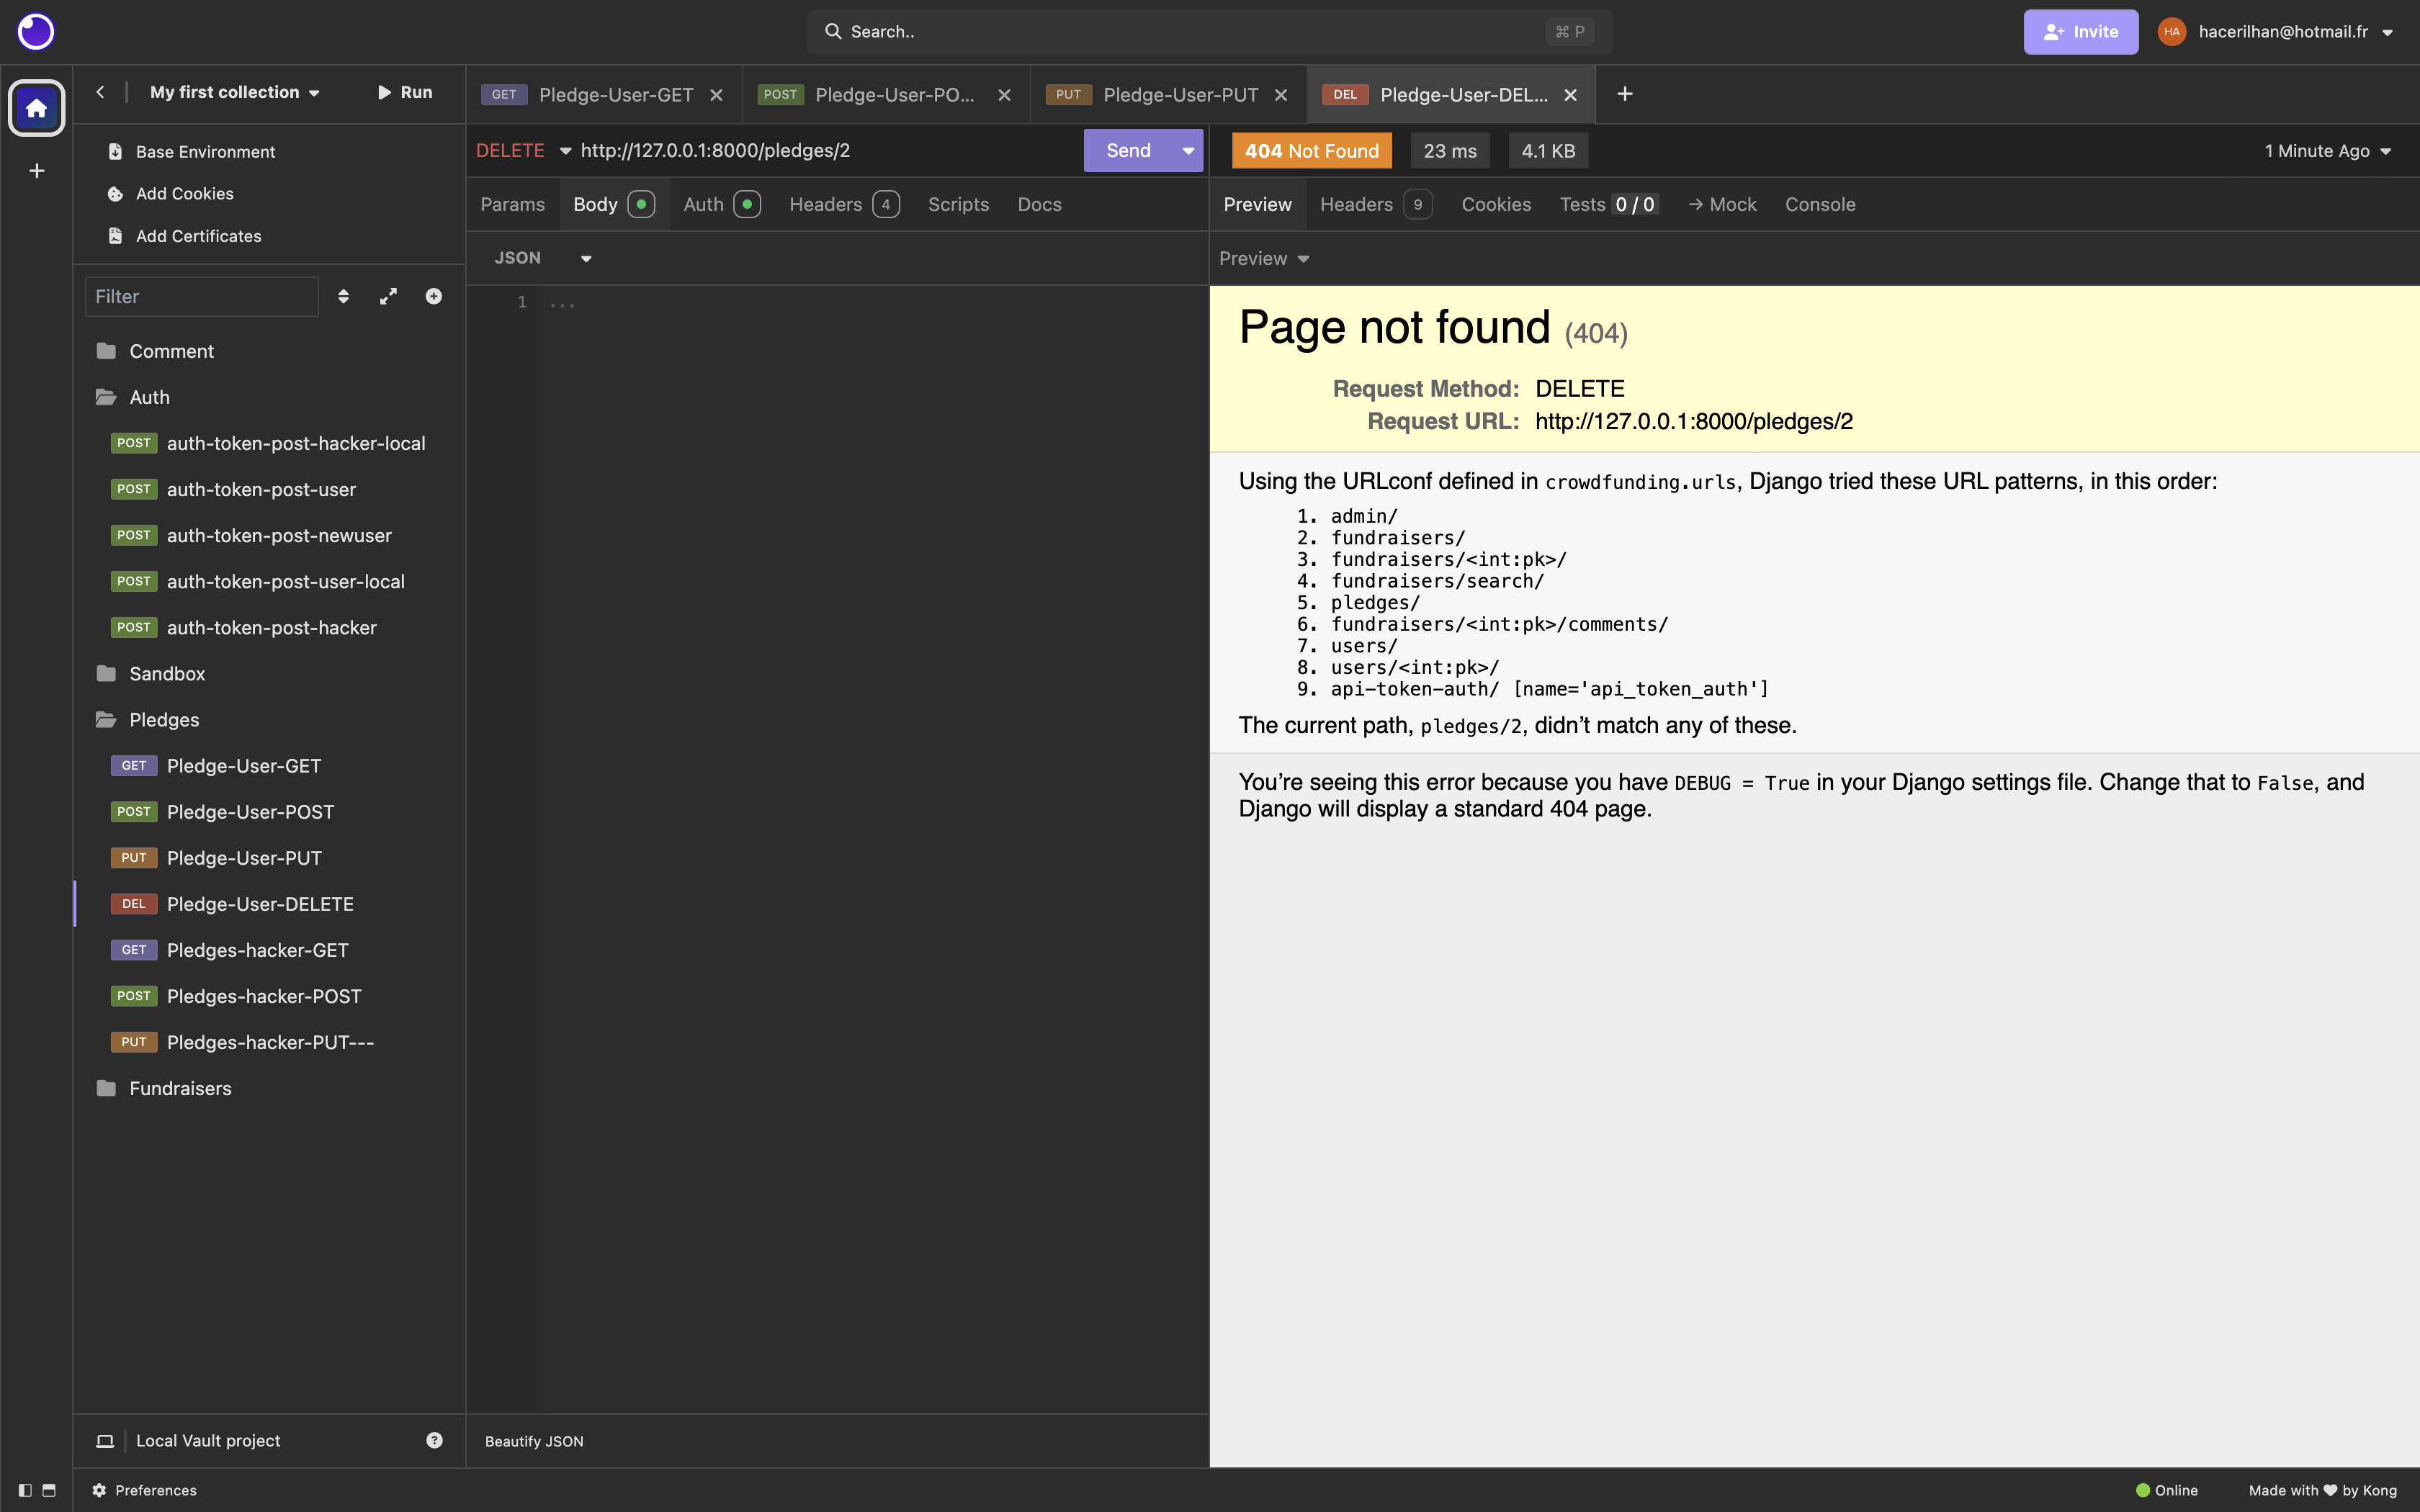 Search..
⌘ P
Invite
HA
hacerilhan@hotmail.fr
My first collection
Run
Base Environment
Add Cookies
Add Certificates
Filter
Comment
Auth
POST auth-token-post-hacker-local
POST auth-token-post-user
POST auth-token-post-newuser
POST auth-token-post-user-local
POST auth-token-post-hacker
Sandbox
Pledges
GET Pledge-User-GET
POST Pledge-User-POST
PUT Pledge-User-PUT
DEL Pledge-User-DELETE
GET Pledges-hacker-GET
POST Pledges-hacker-POST
PUT Pledges-hacker-PUT---
Fundraisers
Local Vault project
GET Pledge-User-GET
POST Pledge-User-PO...
PUT Pledge-User-PUT
DEL Pledge-User-DEL...
DELETE http://127.0.0.1:8000/pledges/2
Send
Params Body Auth Headers 4 Scripts Docs
JSON
1 ...
Beautify JSON
404 Not Found 23 ms 4.1 KB
1 Minute Ago
Preview Headers 9 Cookies Tests 0 / 0 → Mock Console
Preview
Page not found (404)
Request Method: DELETE
Request URL: http://127.0.0.1:8000/pledges/2
Using the URLconf defined in crowdfunding.urls, Django tried these URL patterns, in this order:
1. admin/
2. fundraisers/
3. fundraisers/<int:pk>/
4. fundraisers/search/
5. pledges/
6. fundraisers/<int:pk>/comments/
7. users/
8. users/<int:pk>/
9. api-token-auth/ [name='api_token_auth']
The current path, pledges/2, didn’t match any of these.
You’re seeing this error because you have DEBUG = True in your Django settings file. Change that to False, and
Django will display a standard 404 page.
Preferences
Online
Made with ♥ by Kong